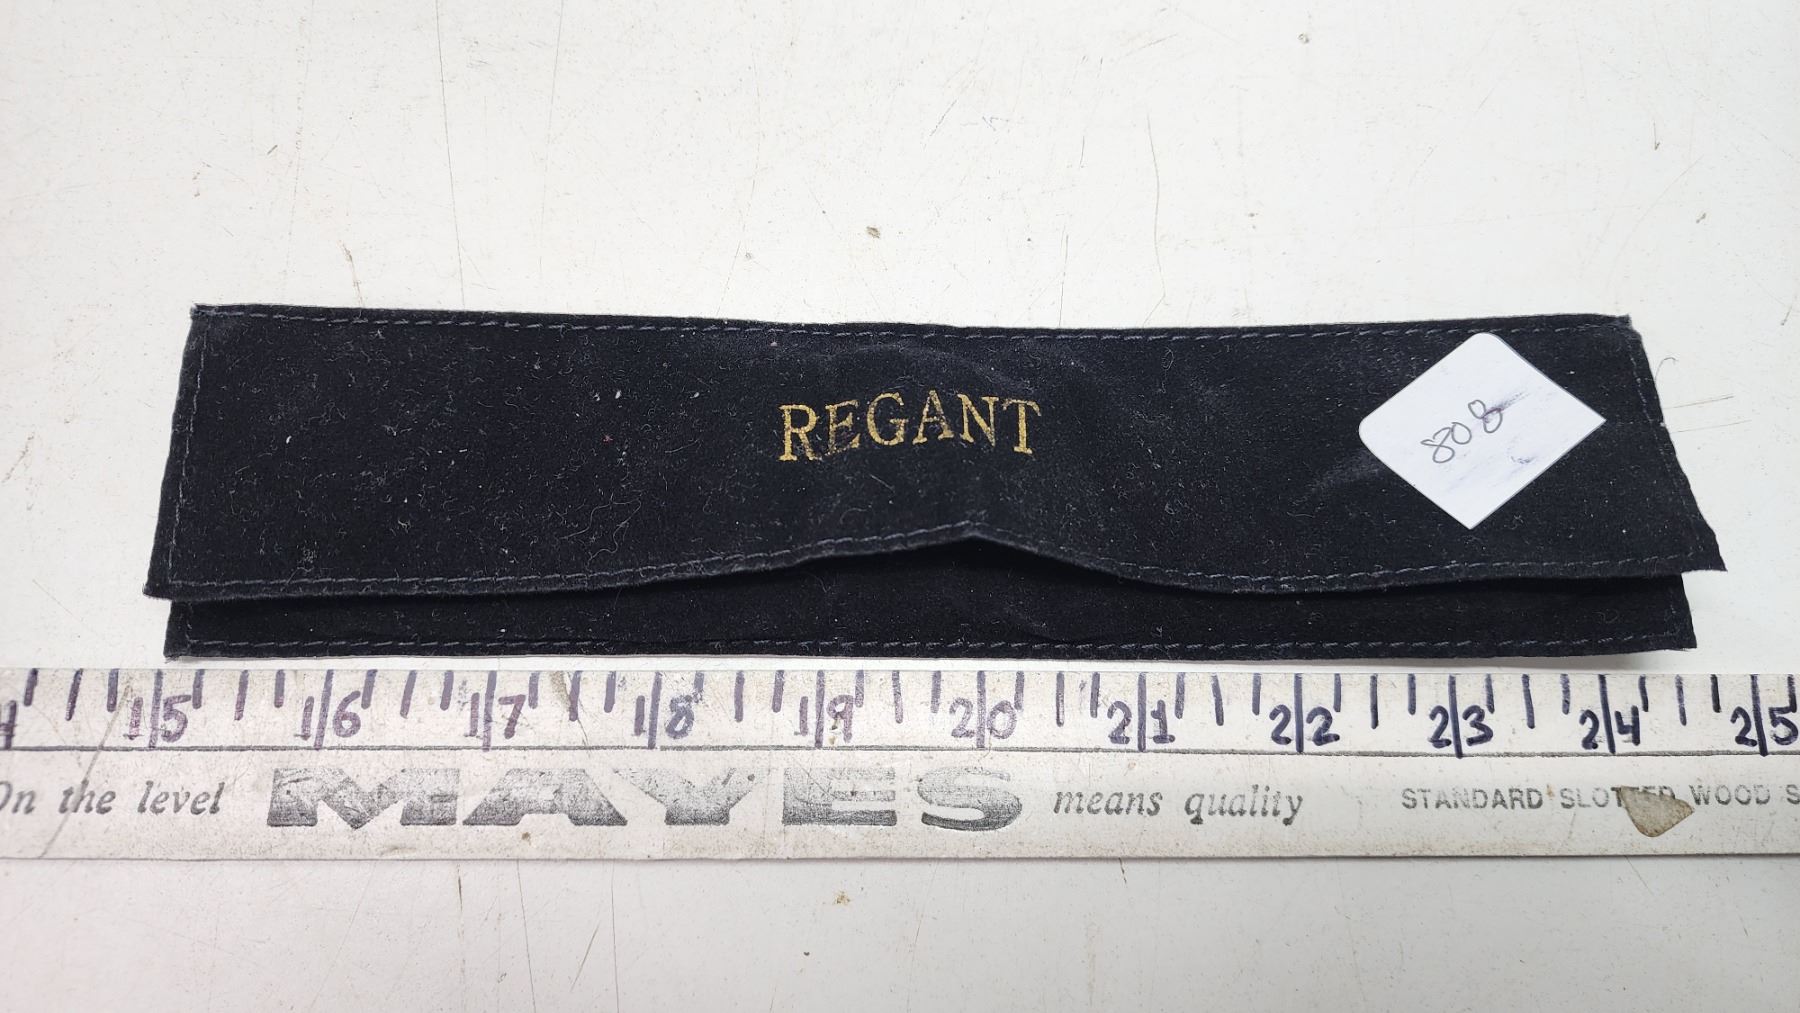 REGANT
808
4 15 16 17 18 19 20 21 22 23 24 25
On the level MAYES means quality STANDARD SLOTTED WOOD S